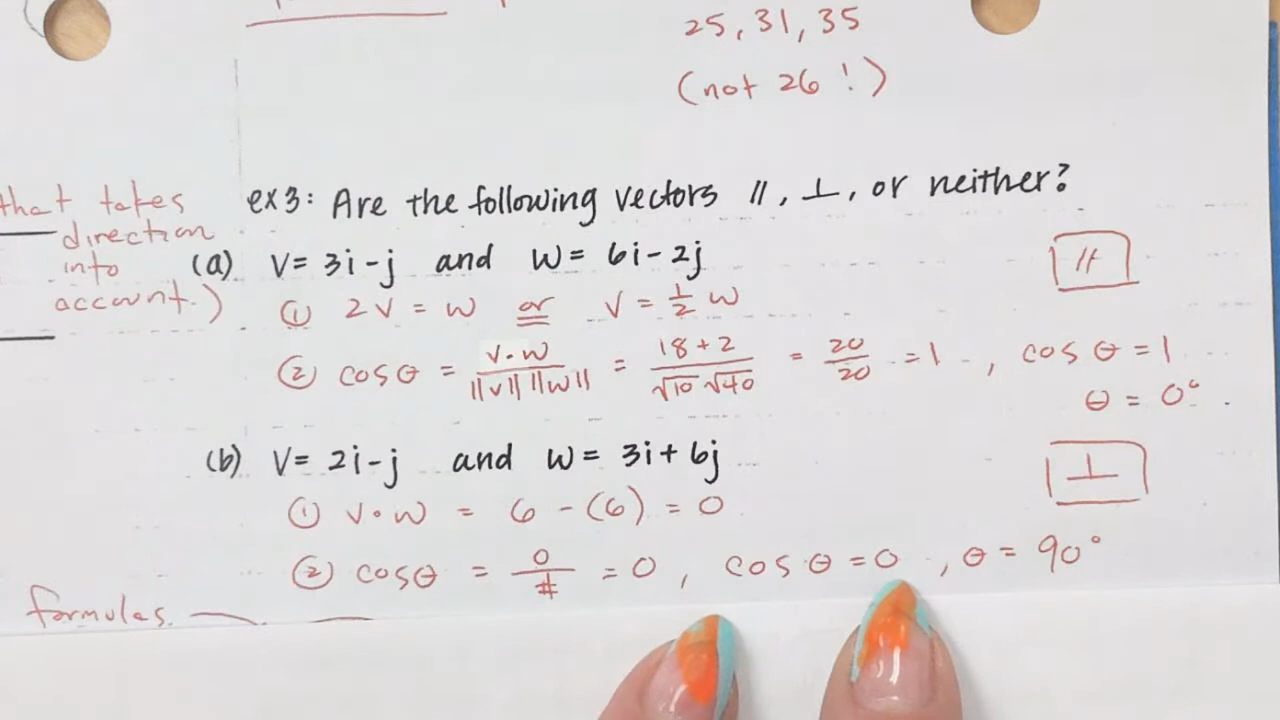 25, 31, 35
(not 26 !)
that takes
direction
into
account.)
ex3: Are the following vectors //, ⊥, or neither?
(a) V= 3i-j and W= 6i-2j
//
① 2V = W or V = 1/2 W
② cos θ = V·W / ||V|| ||W|| = 18+2 / √10 √40 = 20/20 = 1 , cos θ = 1
θ = 0° .
(b) V= 2i-j and W= 3i+6j
⊥
① V·W = 6 - (6) = 0
② cosθ = 0/# = 0 , cos θ = 0 , θ = 90°
formulas.